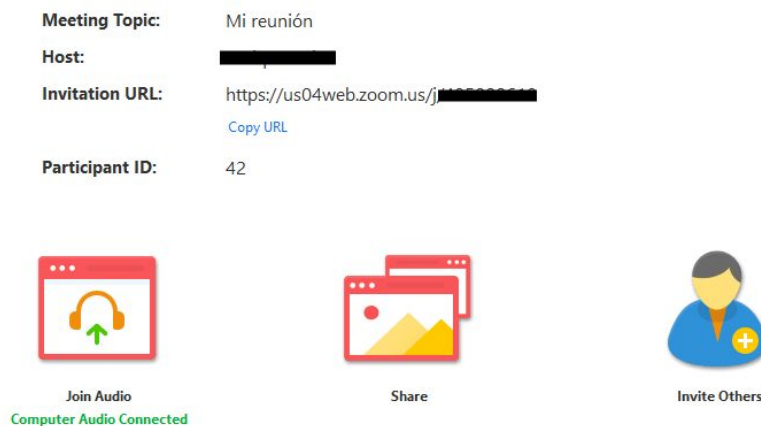 Meeting Topic: Mi reunión
Host:
Invitation URL: https://us04web.zoom.us/j/
Copy URL
Participant ID: 42
Join Audio
Share
Invite Others
Computer Audio Connected